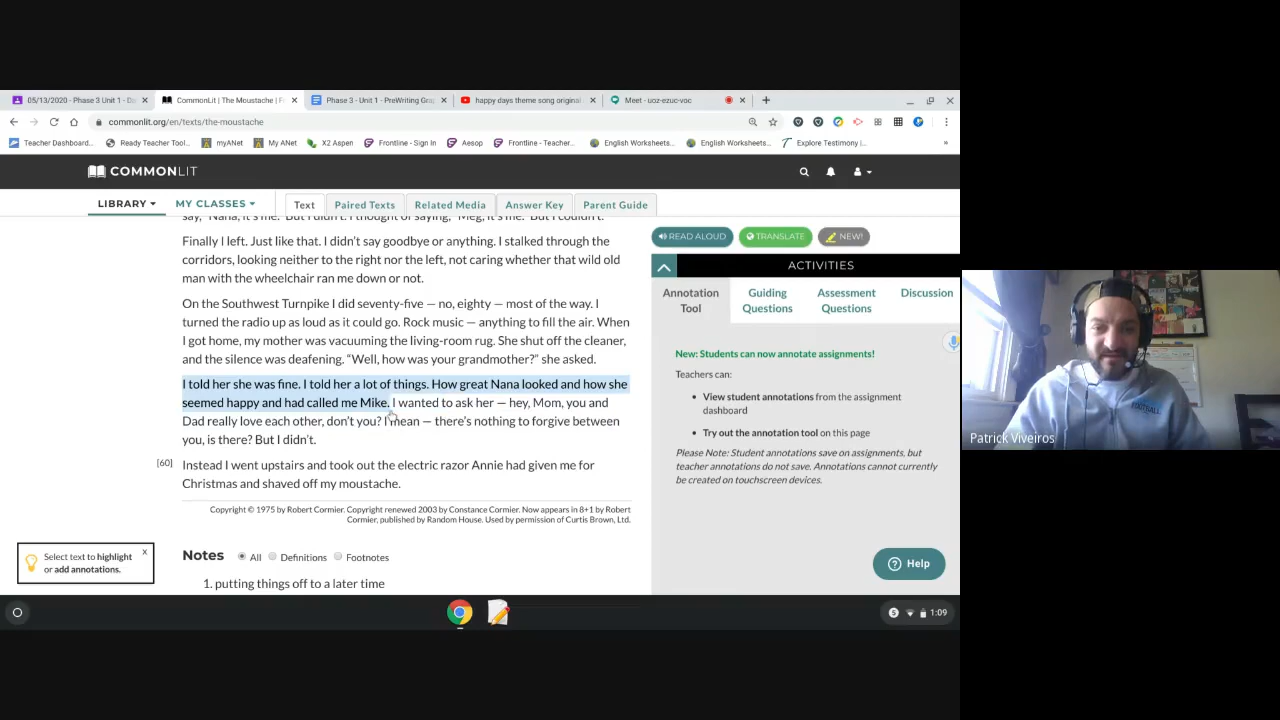 05/13/2020 - Phase 3 Unit 1 - Da
CommonLit | The Moustache | F
Phase 3 - Unit 1 - PreWriting Gra
happy days theme song original
Meet - uoz-ezuc-voc
commonlit.org/en/texts/the-moustache
Teacher Dashboard...
Ready Teacher Tool...
myANet
My ANet
X2 Aspen
Frontline - Sign In
Aesop
Frontline - Teacher...
English Worksheets...
English Worksheets...
Explore Testimony I...
»
COMMONLIT
LIBRARY
MY CLASSES
Text
Paired Texts
Related Media
Answer Key
Parent Guide
say, "Nana, it's me." But I didn't. I thought of saying, "Meg, it's me." But I couldn't.
Finally I left. Just like that. I didn't say goodbye or anything. I stalked through the
corridors, looking neither to the right nor the left, not caring whether that wild old
man with the wheelchair ran me down or not.
On the Southwest Turnpike I did seventy-five — no, eighty — most of the way. I
turned the radio up as loud as it could go. Rock music — anything to fill the air. When
I got home, my mother was vacuuming the living-room rug. She shut off the cleaner,
and the silence was deafening. “Well, how was your grandmother?” she asked.
I told her she was fine. I told her a lot of things. How great Nana looked and how she
seemed happy and had called me Mike. I wanted to ask her — hey, Mom, you and
Dad really love each other, don’t you? I mean — there’s nothing to forgive between
you, is there? But I didn’t.
[60] Instead I went upstairs and took out the electric razor Annie had given me for
Christmas and shaved off my moustache.
Copyright © 1975 by Robert Cormier. Copyright renewed 2003 by Constance Cormier. Now appears in 8+1 by Robert
Cormier, published by Random House. Used by permission of Curtis Brown, Ltd.
Notes All Definitions Footnotes
1. putting things off to a later time
Select text to highlight
or add annotations.
x
READ ALOUD
TRANSLATE
NEW!
ACTIVITIES
Annotation
Tool
Guiding
Questions
Assessment
Questions
Discussion
New: Students can now annotate assignments!
Teachers can:
• View student annotations from the assignment
dashboard
• Try out the annotation tool on this page
Please Note: Student annotations save on assignments, but
teacher annotations do not save. Annotations cannot currently
be created on touchscreen devices.
Help
1:09
Patrick Viveiros